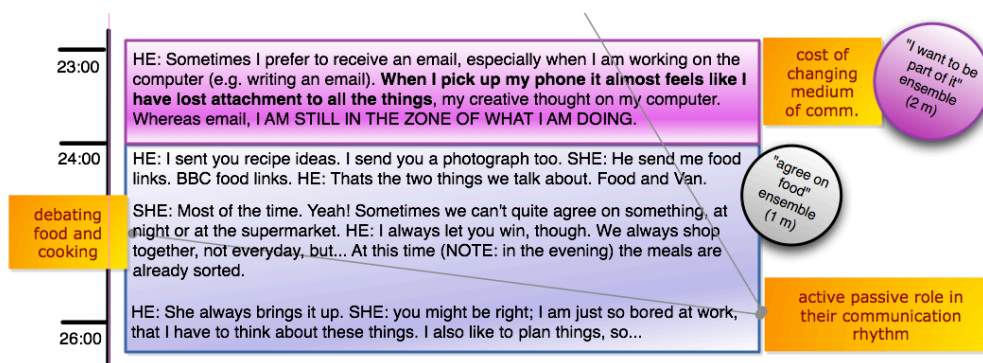 23:00
HE: Sometimes I prefer to receive an email, especially when I am working on the
computer (e.g. writing an email). When I pick up my phone it almost feels like I
have lost attachment to all the things, my creative thought on my computer.
Whereas email, I AM STILL IN THE ZONE OF WHAT I AM DOING.
cost of
changing
medium
of comm.
"I want to be
part of it"
ensemble
(2 m)
24:00
HE: I sent you recipe ideas. I send you a photograph too. SHE: He send me food
links. BBC food links. HE: Thats the two things we talk about. Food and Van.
"agree on
food"
ensemble
(1 m)
debating
food and
cooking
SHE: Most of the time. Yeah! Sometimes we can't quite agree on something, at
night or at the supermarket. HE: I always let you win, though. We always shop
together, not everyday, but... At this time (NOTE: in the evening) the meals are
already sorted.
26:00
HE: She always brings it up. SHE: you might be right; I am just so bored at work,
that I have to think about these things. I also like to plan things, so...
active passive role in
their communication
rhythm